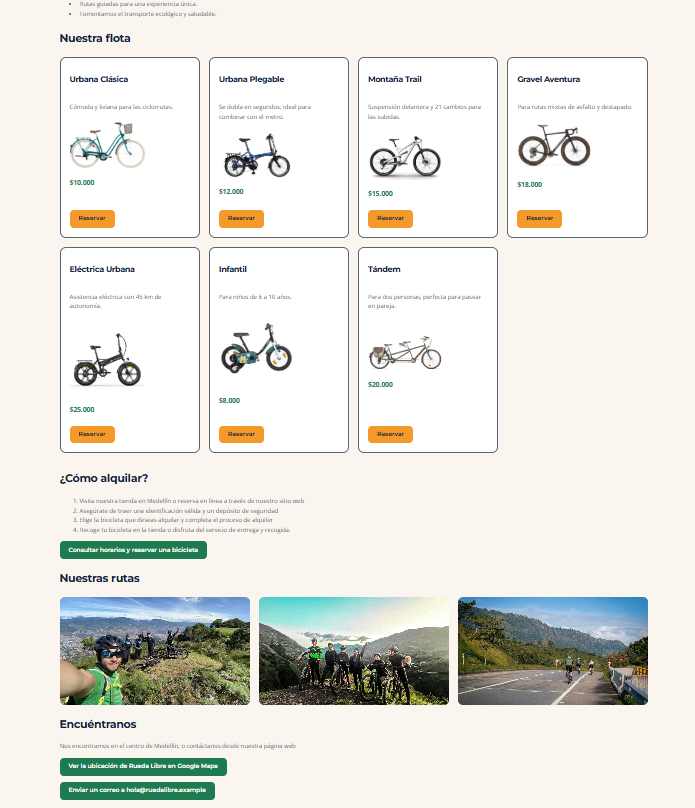 Rutas guiadas para una experiencia única.
Fomentamos el transporte ecológico y saludable.
Nuestra flota
Urbana Clásica
Cómoda y liviana para las ciclorrutas.
$10.000
Reservar
Urbana Plegable
Se dobla en segundos, ideal para
combinar con el metro.
$12.000
Reservar
Montaña Trail
Suspensión delantera y 21 cambios para
las subidas.
$15.000
Reservar
Gravel Aventura
Para rutas mixtas de asfalto y destapado.
$18.000
Reservar
Eléctrica Urbana
Asistencia eléctrica con 45 km de
autonomía.
$25.000
Reservar
Infantil
Para niños de 6 a 10 años.
$8.000
Reservar
Tándem
Para dos personas, perfecta para pasear
en pareja.
$20.000
Reservar
¿Cómo alquilar?
1. Visita nuestra tienda en Medellín o reserva en línea a través de nuestro sitio web
2. Asegúrate de traer una identificación válida y un depósito de seguridad
3. Elige la bicicleta que deseas alquilar y completa el proceso de alquiler
4. Recoge tu bicicleta en la tienda o disfruta del servicio de entrega y recogida.
Consultar horarios y reservar una bicicleta
Nuestras rutas
Encuéntranos
Nos encontramos en el centro de Medellín, o contáctanos desde nuestra página web
Ver la ubicación de Rueda Libre en Google Maps
Enviar un correo a hola@ruedalibre.example